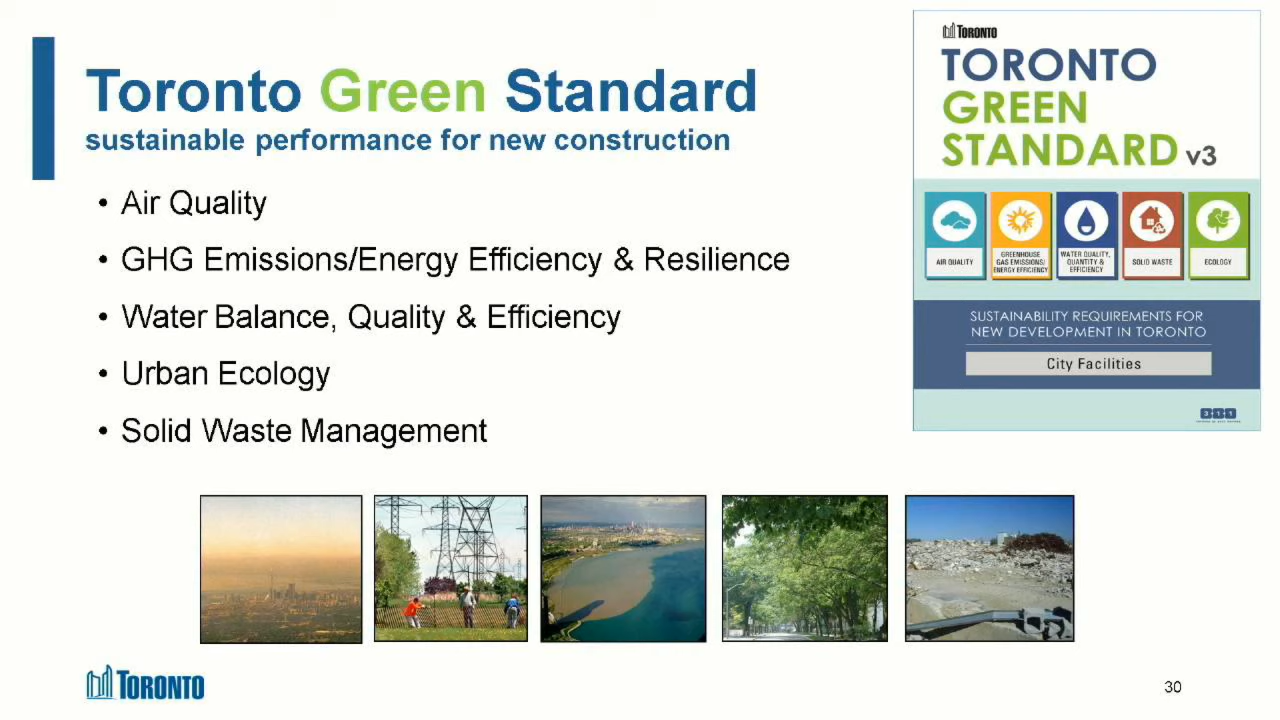 Toronto Green Standard
sustainable performance for new construction
• Air Quality
• GHG Emissions/Energy Efficiency & Resilience
• Water Balance, Quality & Efficiency
• Urban Ecology
• Solid Waste Management
TORONTO
TORONTO
GREEN
STANDARD v3
AIR QUALITY
GREENHOUSE
GAS EMISSIONS/
ENERGY EFFICIENCY
WATER QUALITY,
QUANTITY &
EFFICIENCY
SOLID WASTE
ECOLOGY
SUSTAINABILITY REQUIREMENTS FOR
NEW DEVELOPMENT IN TORONTO
City Facilities
TORONTO
30